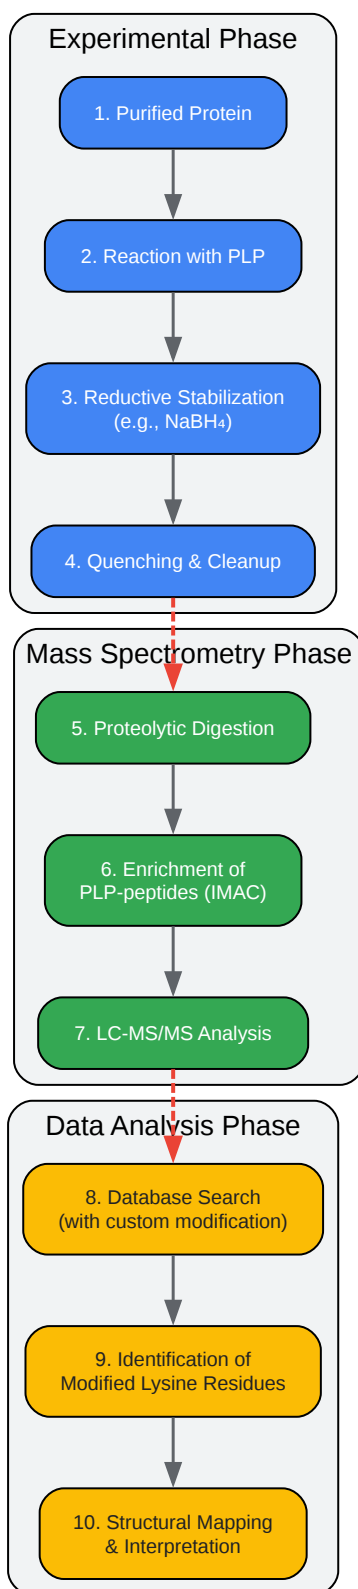 Experimental Phase
1. Purified Protein
2. Reaction with PLP
3. Reductive Stabilization
(e.g., NaBH₄)
4. Quenching & Cleanup
Mass Spectrometry Phase
5. Proteolytic Digestion
6. Enrichment of
PLP-peptides (IMAC)
7. LC-MS/MS Analysis
Data Analysis Phase
8. Database Search
(with custom modification)
9. Identification of
Modified Lysine Residues
10. Structural Mapping
& Interpretation